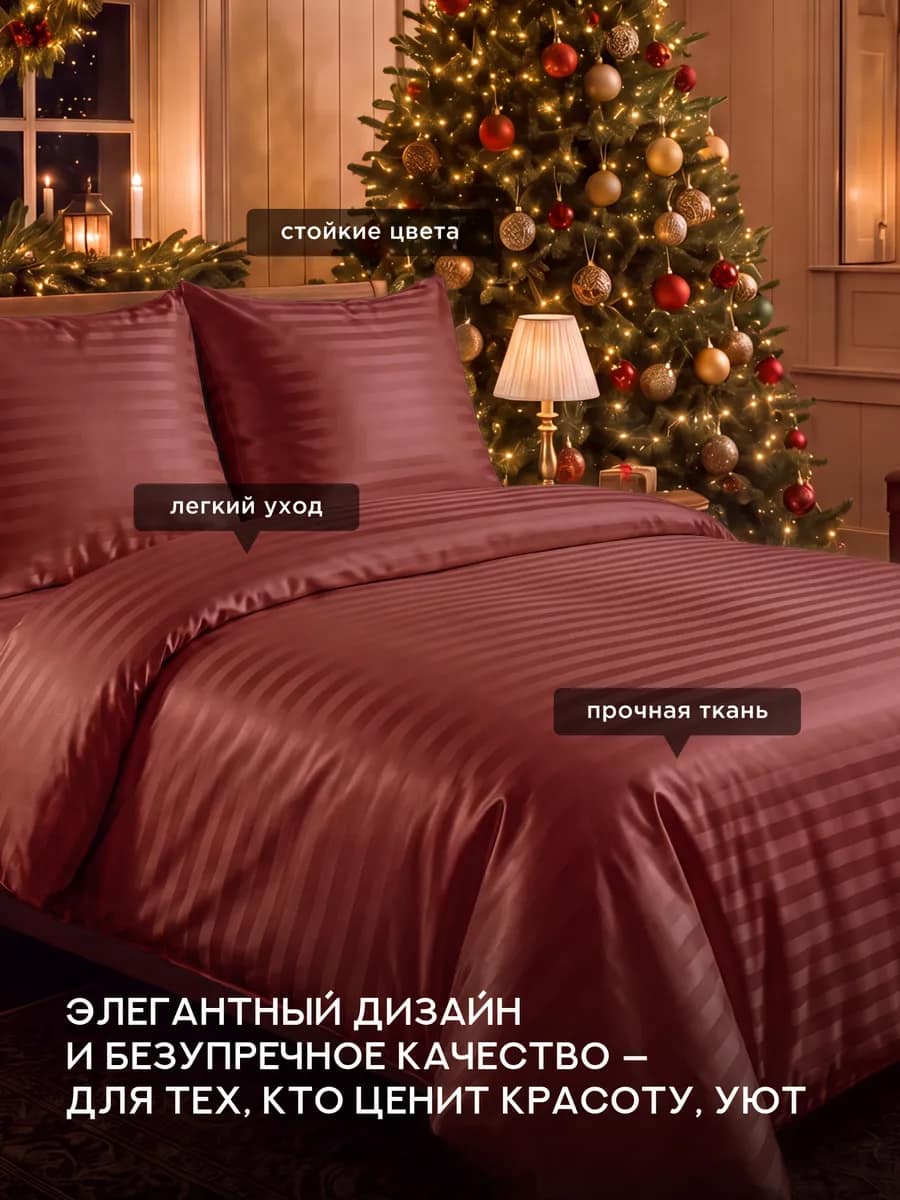 стойкие цвета
легкий уход
прочная ткань
ЭЛЕГАНТНЫЙ ДИЗАЙН
И БЕЗУПРЕЧНОЕ КАЧЕСТВО –
ДЛЯ ТЕХ, КТО ЦЕНИТ КРАСОТУ, УЮТ